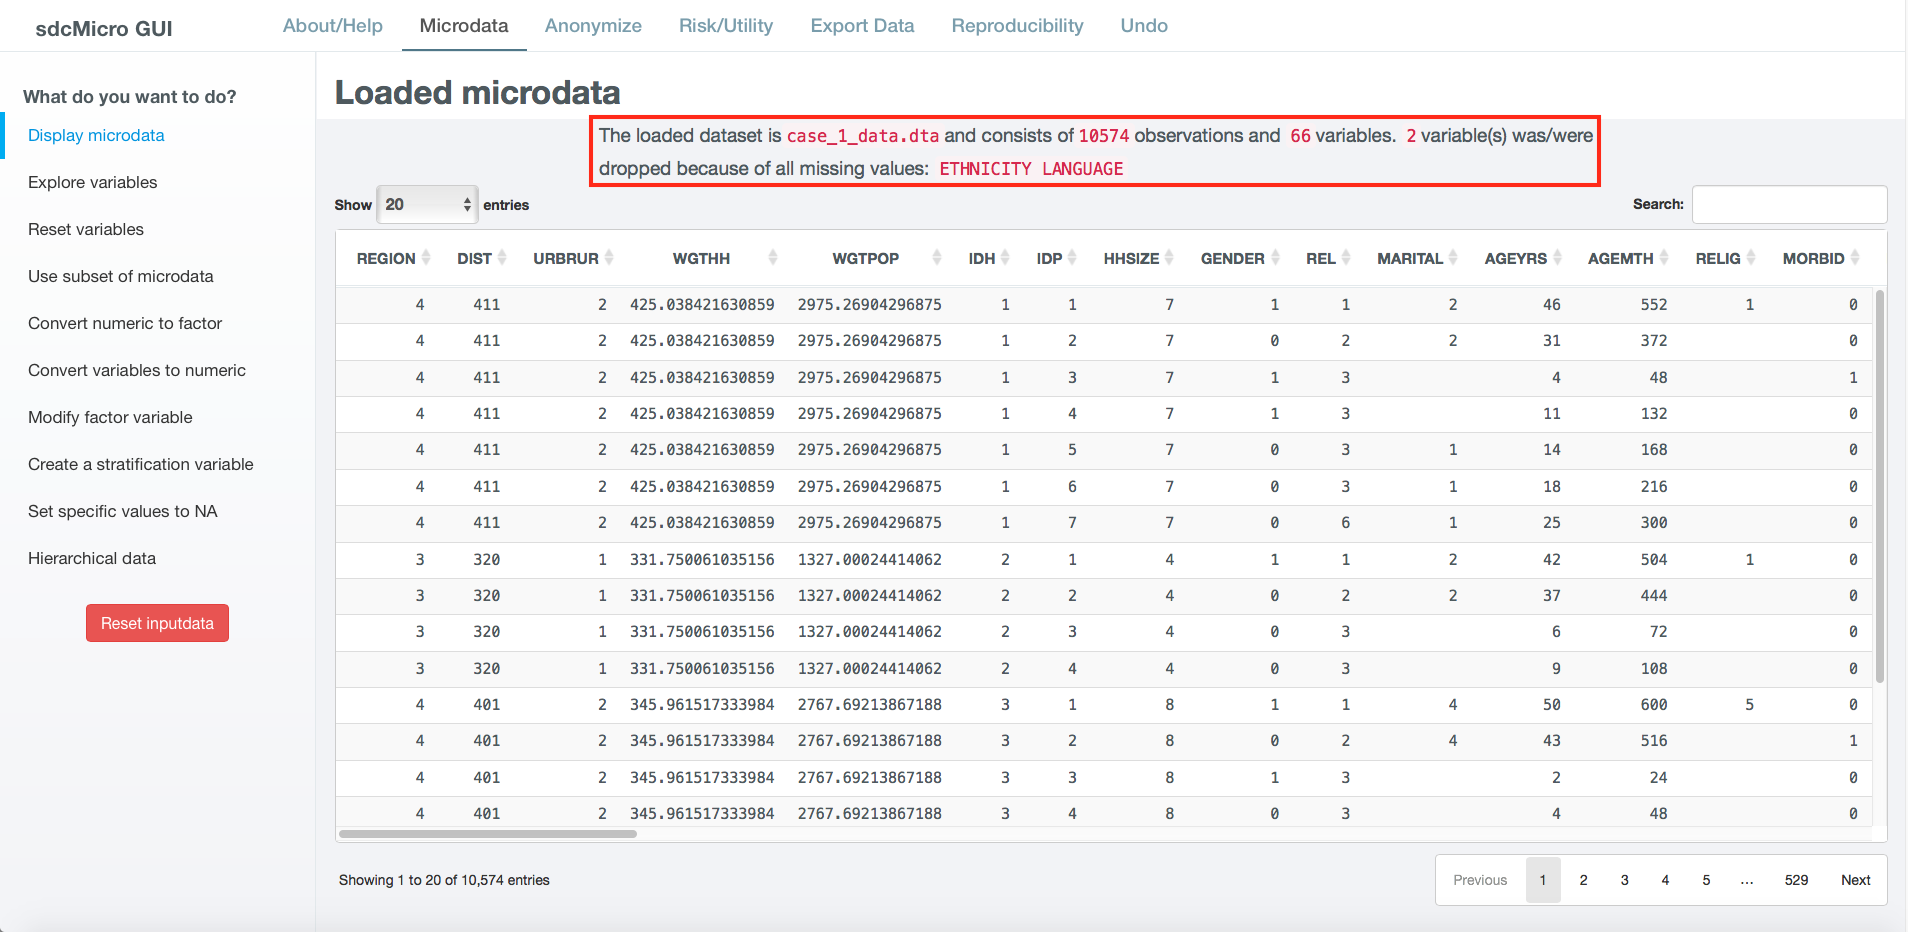 sdcMicro GUI About/Help Microdata Anonymize Risk/Utility Export Data Reproducibility Undo
What do you want to do?
Display microdata
Explore variables
Reset variables
Use subset of microdata
Convert numeric to factor
Convert variables to numeric
Modify factor variable
Create a stratification variable
Set specific values to NA
Hierarchical data
Reset inputdata
Loaded microdata
The loaded dataset is case_1_data.dta and consists of 10574 observations and 66 variables. 2 variable(s) was/were
dropped because of all missing values: ETHNICITY LANGUAGE
Show 20 entries Search:
REGION DIST URBRUR WGTHH WGTPOP IDH IDP HHSIZE GENDER REL MARITAL AGEYRS AGEMTH RELIG MORBID
4 411 2 425.038421630859 2975.26904296875 1 1 7 1 1 2 46 552 1 0
4 411 2 425.038421630859 2975.26904296875 1 2 7 0 2 2 31 372 0
4 411 2 425.038421630859 2975.26904296875 1 3 7 1 3 4 48 1
4 411 2 425.038421630859 2975.26904296875 1 4 7 1 3 11 132 0
4 411 2 425.038421630859 2975.26904296875 1 5 7 0 3 1 14 168 0
4 411 2 425.038421630859 2975.26904296875 1 6 7 0 3 1 18 216 0
4 411 2 425.038421630859 2975.26904296875 1 7 7 0 6 1 25 300 0
3 320 1 331.750061035156 1327.00024414062 2 1 4 1 1 2 42 504 1 0
3 320 1 331.750061035156 1327.00024414062 2 2 4 0 2 2 37 444 0
3 320 1 331.750061035156 1327.00024414062 2 3 4 0 3 6 72 0
3 320 1 331.750061035156 1327.00024414062 2 4 4 0 3 9 108 0
4 401 2 345.961517333984 2767.69213867188 3 1 8 1 1 4 50 600 5 0
4 401 2 345.961517333984 2767.69213867188 3 2 8 0 2 4 43 516 1
4 401 2 345.961517333984 2767.69213867188 3 3 8 1 3 2 24 0
4 401 2 345.961517333984 2767.69213867188 3 4 8 0 3 4 48 0
Showing 1 to 20 of 10,574 entries
Previous 1 2 3 4 5 ... 529 Next